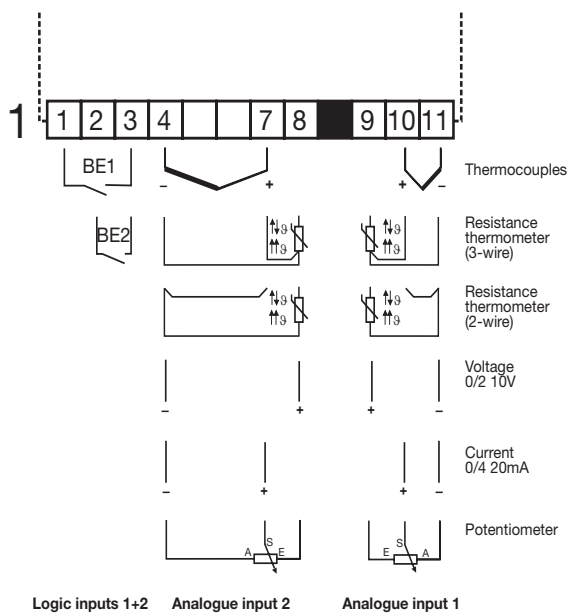 1 1 2 3 4 7 8 9 10 11
BE1 – + + – Thermocouples
BE2 ϑ ϑ Resistance
thermometer
(3-wire)
ϑ ϑ Resistance
thermometer
(2-wire)
Voltage
0/2 10V
– + + –
Current
0/4 20mA
– + + –
Potentiometer
A S E E S A
Logic inputs 1+2 Analogue input 2 Analogue input 1